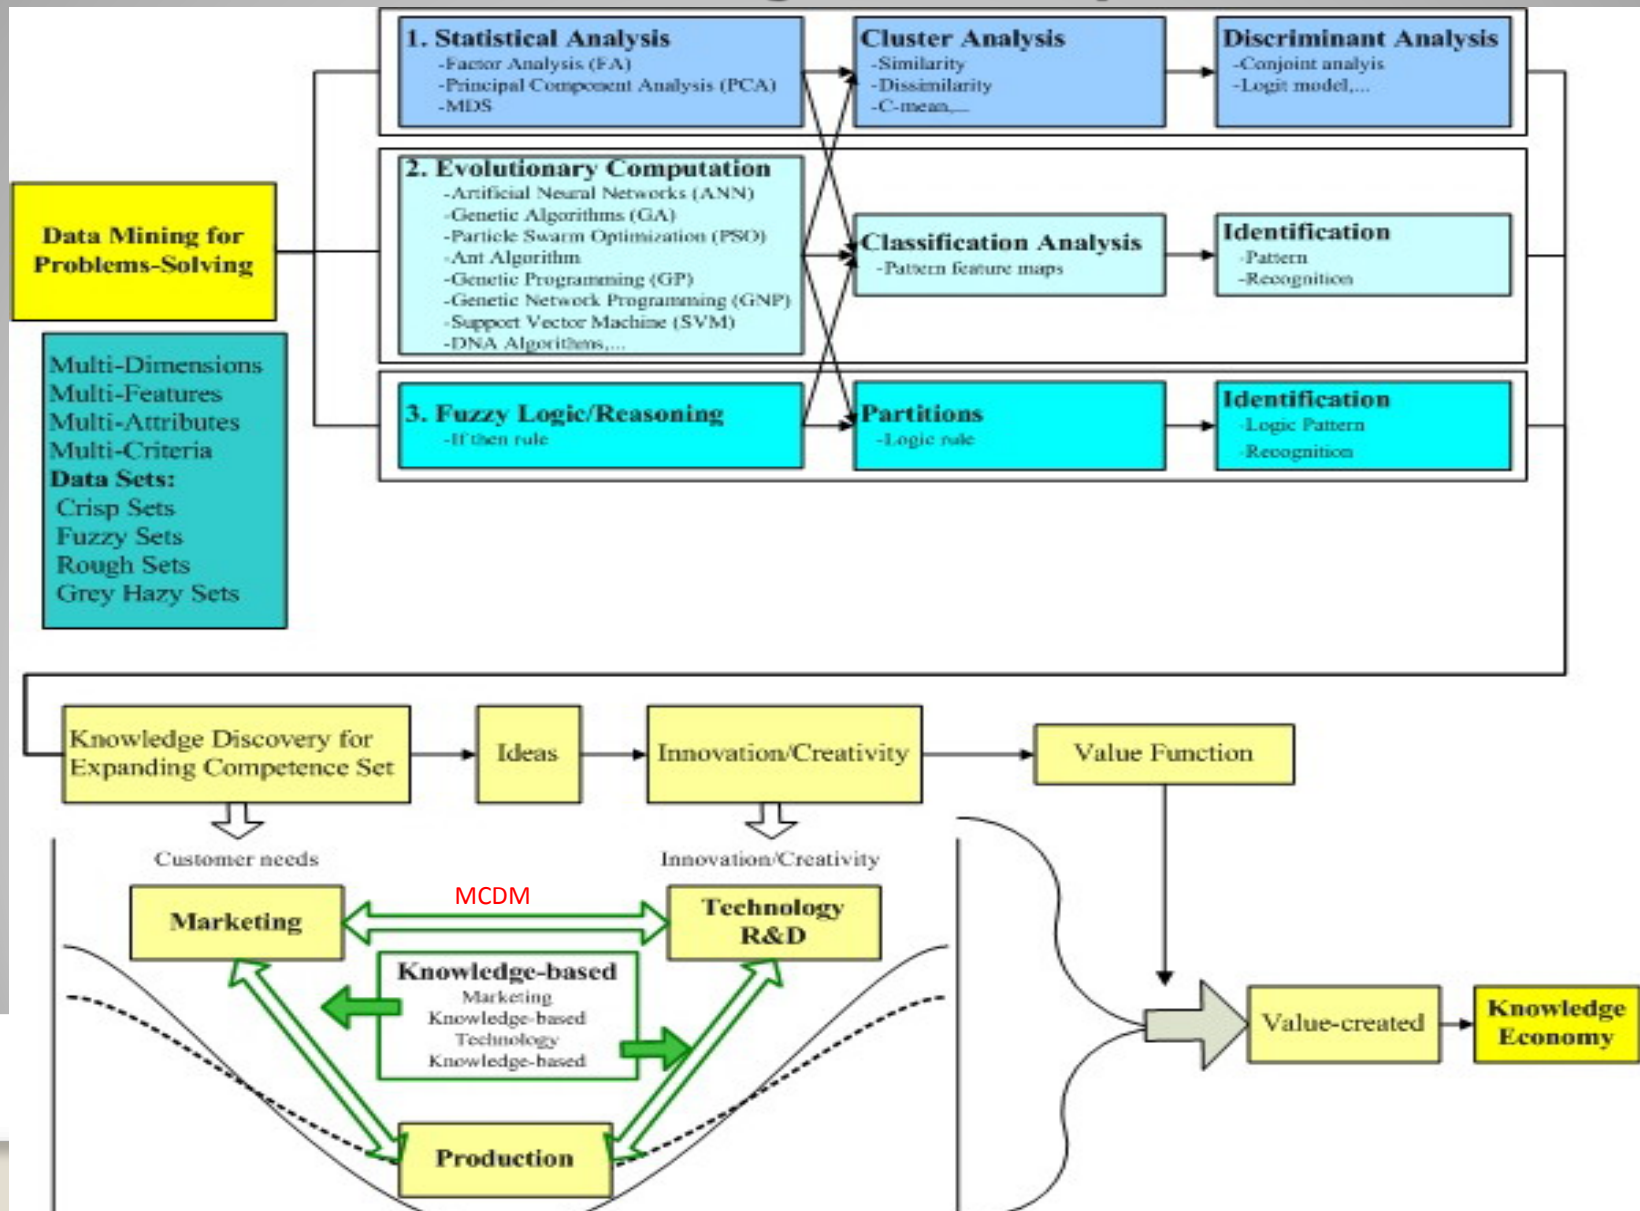 1. Statistical Analysis
-Factor Analysis (FA)
-Principal Component Analysis (PCA)
-MDS
Cluster Analysis
-Similarity
-Dissimilarity
-C-mean,...
Discriminant Analysis
-Conjoint analyis
-Logit model,...
Data Mining for
Problems-Solving
2. Evolutionary Computation
-Artificial Neural Networks (ANN)
-Genetic Algorithms (GA)
-Particle Swarm Optimization (PSO)
-Ant Algorithm
-Genetic Programming (GP)
-Genetic Network Programming (GNP)
-Support Vector Machine (SVM)
-DNA Algorithms,...
Classification Analysis
-Pattern feature maps
Identification
-Pattern
-Recognition
Multi-Dimensions
Multi-Features
Multi-Attributes
Multi-Criteria
Data Sets:
Crisp Sets
Fuzzy Sets
Rough Sets
Grey Hazy Sets
3. Fuzzy Logic/Reasoning
-If then rule
Partitions
-Logic rule
Identification
-Logic Pattern
-Recognition
Knowledge Discovery for
Expanding Competence Set
Ideas
Innovation/Creativity
Value Function
Customer needs
Innovation/Creativity
Marketing
MCDM
Technology
R&D
Knowledge-based
Marketing
Knowledge-based
Technology
Knowledge-based
Production
Value-created
Knowledge
Economy